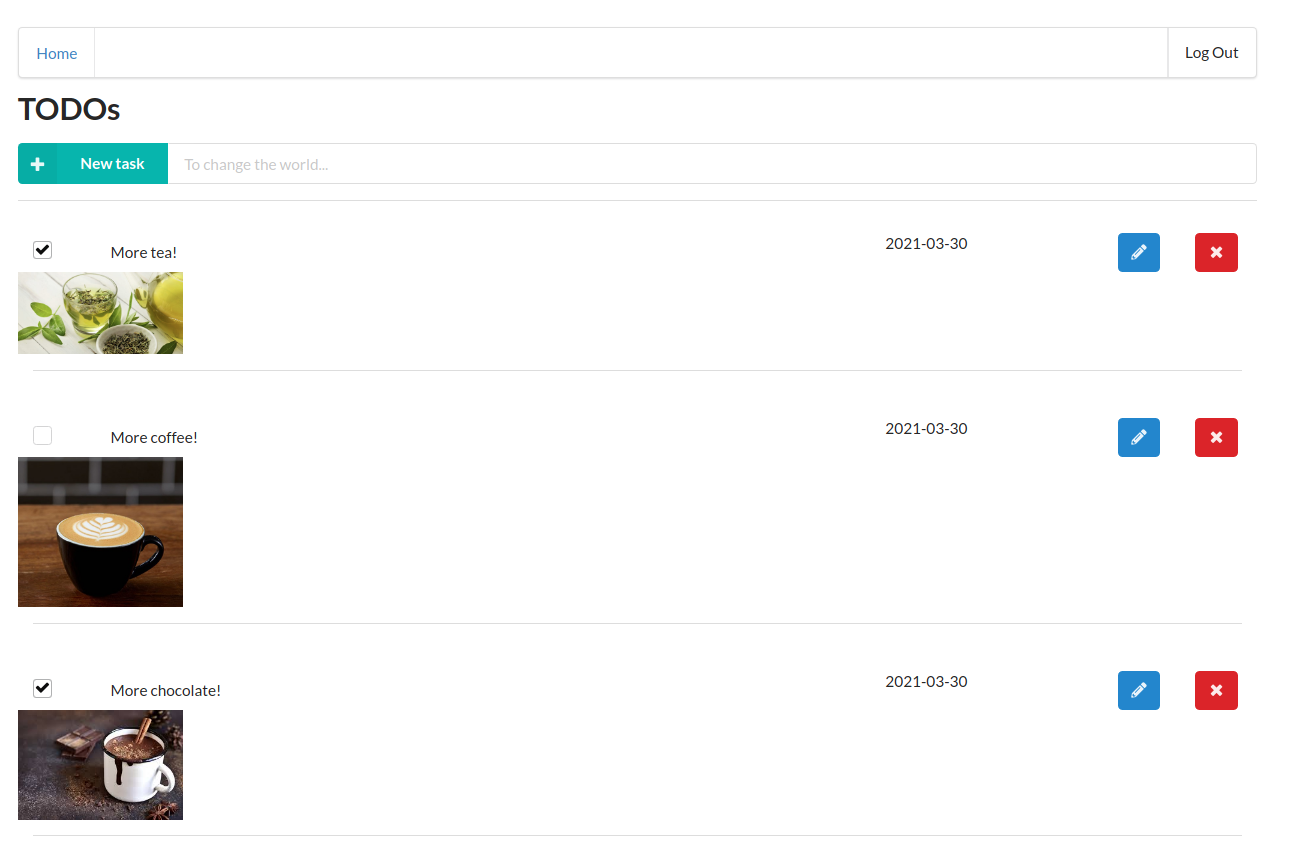 Home
Log Out
TODOs
New task
To change the world...
More tea!
2021-03-30
More coffee!
2021-03-30
More chocolate!
2021-03-30